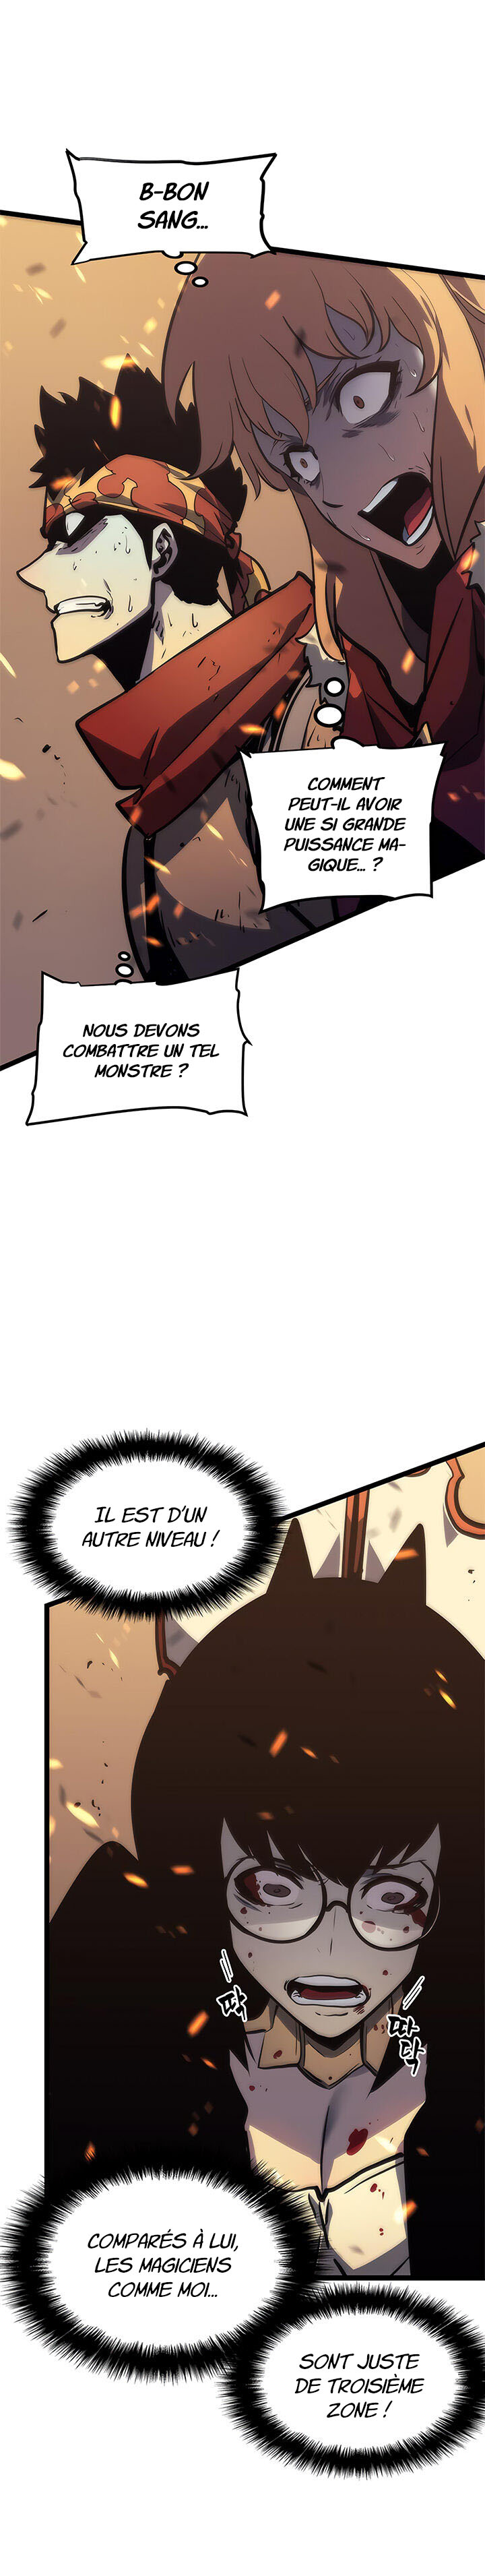 B-BON
SANG...
COMMENT
PEUT-IL AVOIR
UNE SI GRANDE
PUISSANCE MA-
GIQUE... ?
NOUS DEVONS
COMBATTRE UN TEL
MONSTRE ?
IL EST D'UN
AUTRE NIVEAU !
딱
따
닥
COMPARÉS À LUI,
LES MAGICIENS
COMME MOI...
SONT JUSTE
DE TROISIÈME
ZONE !